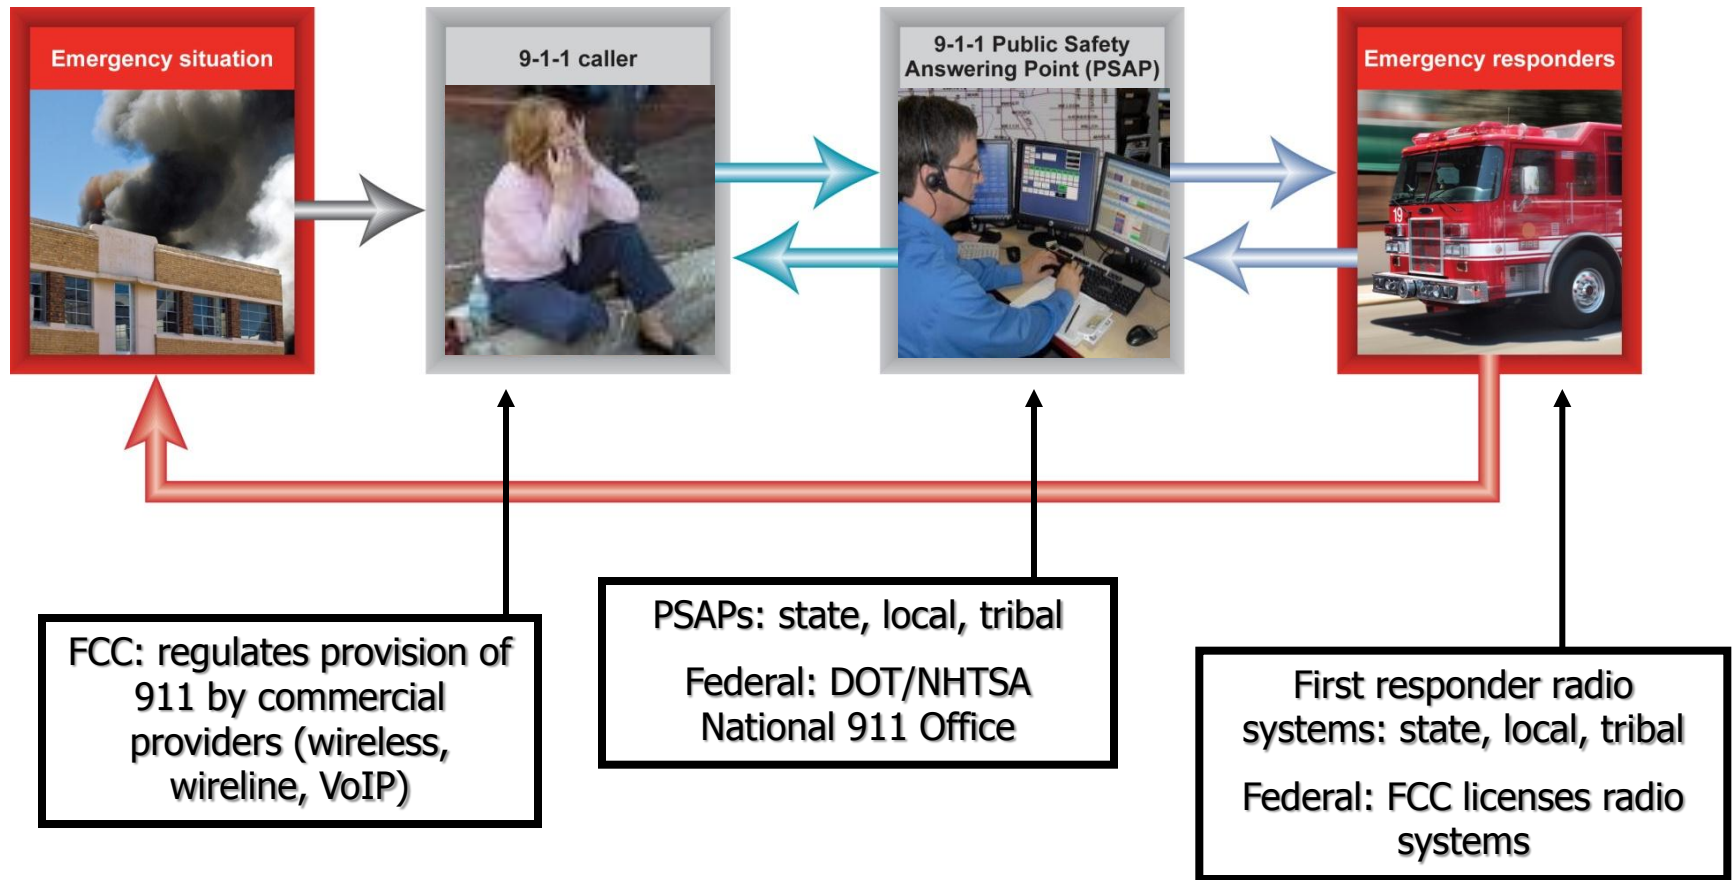 Emergency situation
9-1-1 caller
9-1-1 Public Safety
Answering Point (PSAP)
Emergency responders
19
FCC: regulates provision of
911 by commercial
providers (wireless,
wireline, VoIP)
PSAPs: state, local, tribal
Federal: DOT/NHTSA
National 911 Office
First responder radio
systems: state, local, tribal
Federal: FCC licenses radio
systems